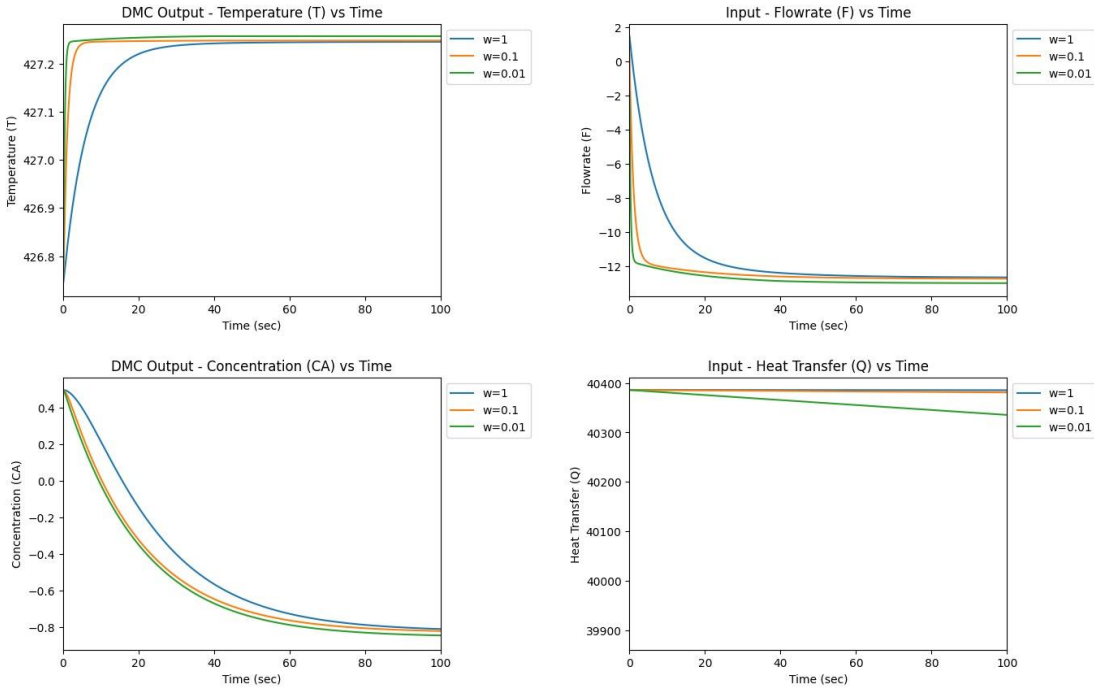 DMC Output - Temperature (T) vs Time
Temperature (T)
427.2
427.1
427.0
426.9
426.8
0 20 40 60 80 100
Time (sec)
w=1
w=0.1
w=0.01
Input - Flowrate (F) vs Time
Flowrate (F)
2
0
−2
−4
−6
−8
−10
−12
0 20 40 60 80 100
Time (sec)
w=1
w=0.1
w=0.01
DMC Output - Concentration (CA) vs Time
Concentration (CA)
0.4
0.2
0.0
−0.2
−0.4
−0.6
−0.8
0 20 40 60 80 100
Time (sec)
w=1
w=0.1
w=0.01
Input - Heat Transfer (Q) vs Time
Heat Transfer (Q)
40400
40300
40200
40100
40000
39900
0 20 40 60 80 100
Time (sec)
w=1
w=0.1
w=0.01